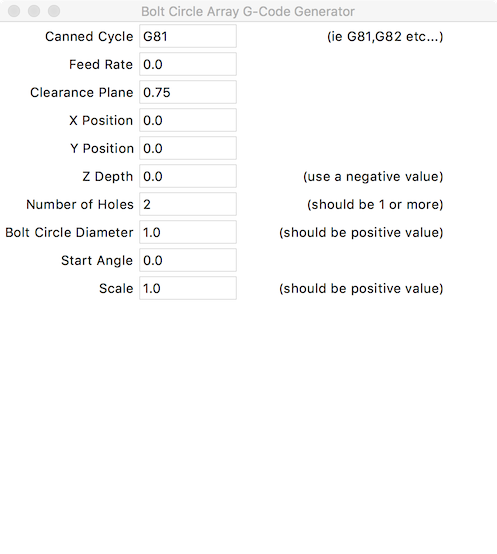 Bolt Circle Array G-Code Generator
Canned Cycle G81 (ie G81,G82 etc...)
Feed Rate 0.0
Clearance Plane 0.75
X Position 0.0
Y Position 0.0
Z Depth 0.0 (use a negative value)
Number of Holes 2 (should be 1 or more)
Bolt Circle Diameter 1.0 (should be positive value)
Start Angle 0.0
Scale 1.0 (should be positive value)